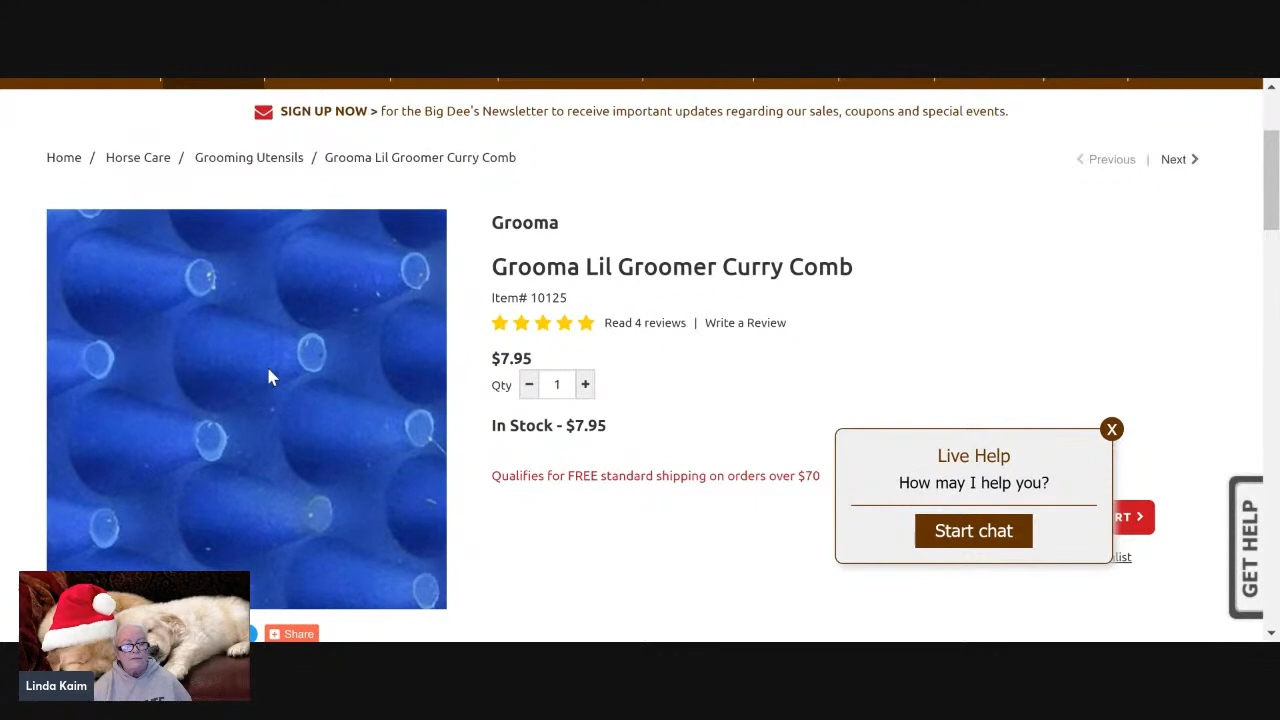 SIGN UP NOW > for the Big Dee's Newsletter to receive important updates regarding our sales, coupons and special events.
Home / Horse Care / Grooming Utensils / Grooma Lil Groomer Curry Comb
Previous | Next
Grooma
Grooma Lil Groomer Curry Comb
Item# 10125
Read 4 reviews | Write a Review
$7.95
Qty - 1 +
In Stock - $7.95
Qualifies for FREE standard shipping on orders over $70
X
Live Help
How may I help you?
Start chat
RT
list
GET HELP
Share
Linda Kaim